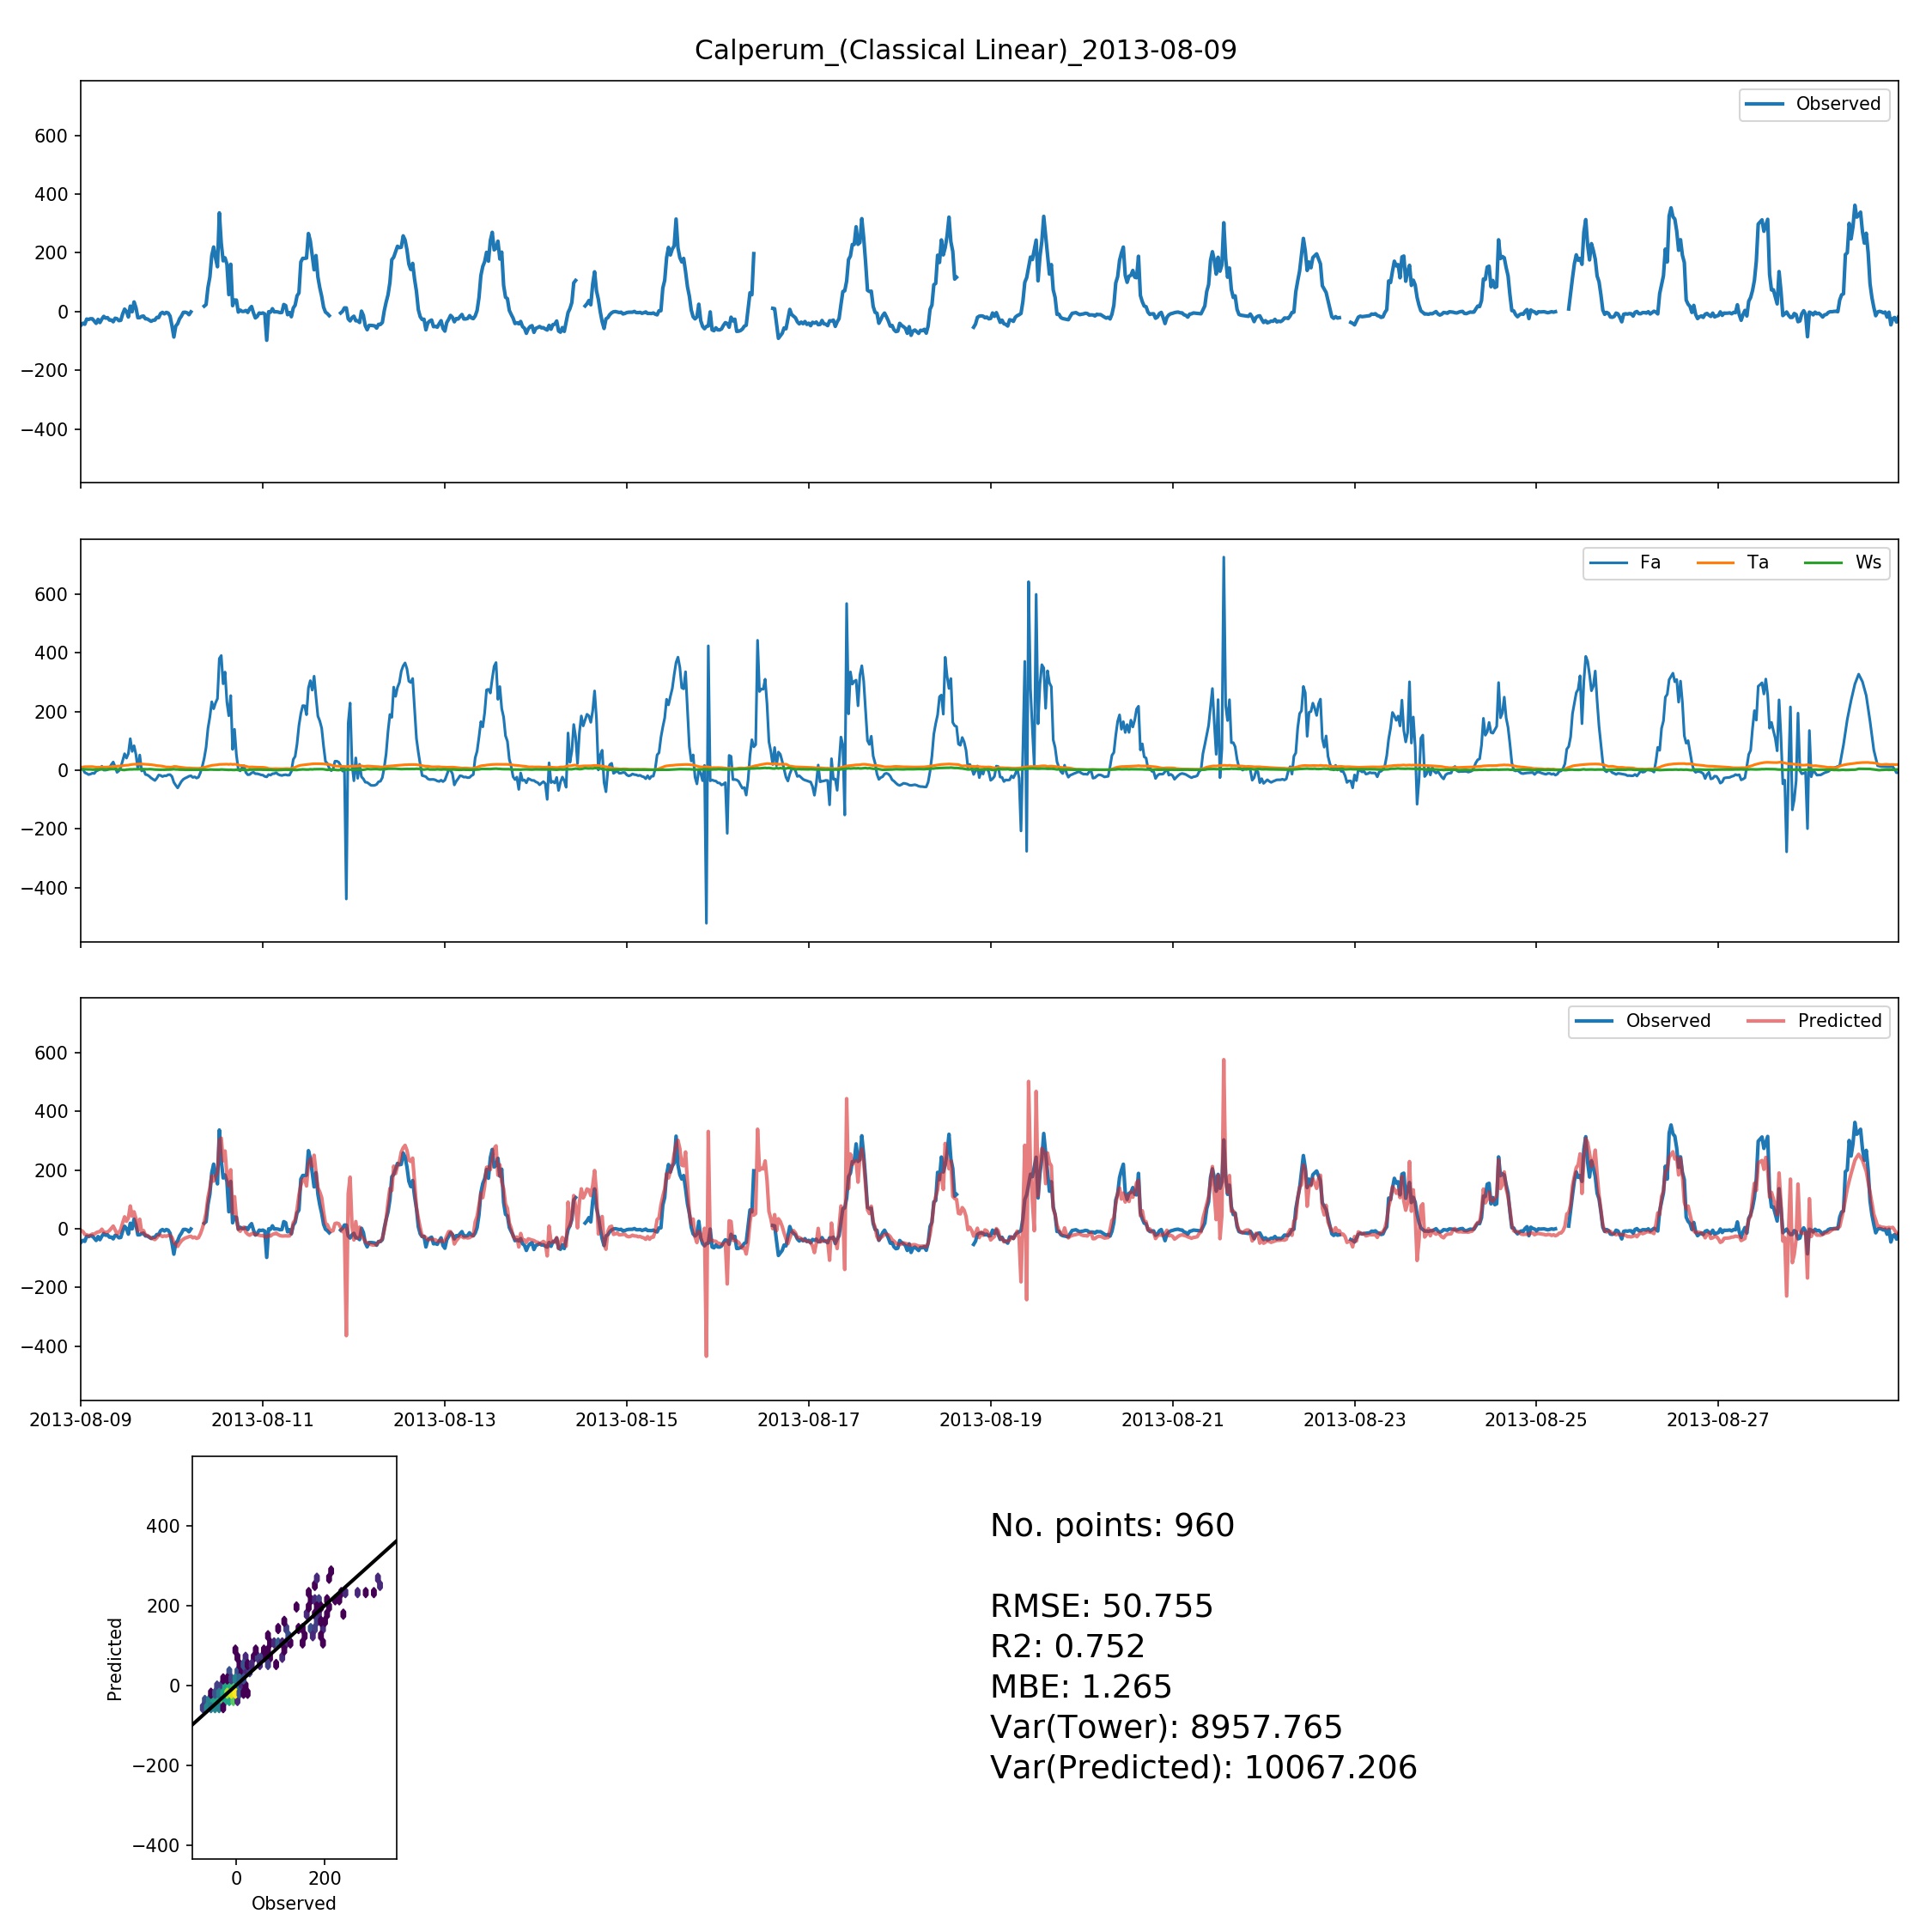 Calperum_(Classical Linear)_2013-08-09
Observed
600
400
200
0
−200
−400
Fa Ta Ws
600
400
200
0
−200
−400
Observed Predicted
600
400
200
0
−200
−400
2013-08-09 2013-08-11 2013-08-13 2013-08-15 2013-08-17 2013-08-19 2013-08-21 2013-08-23 2013-08-25 2013-08-27
400
200
0
−200
−400
Predicted
0 200
Observed
No. points: 960
RMSE: 50.755
R2: 0.752
MBE: 1.265
Var(Tower): 8957.765
Var(Predicted): 10067.206